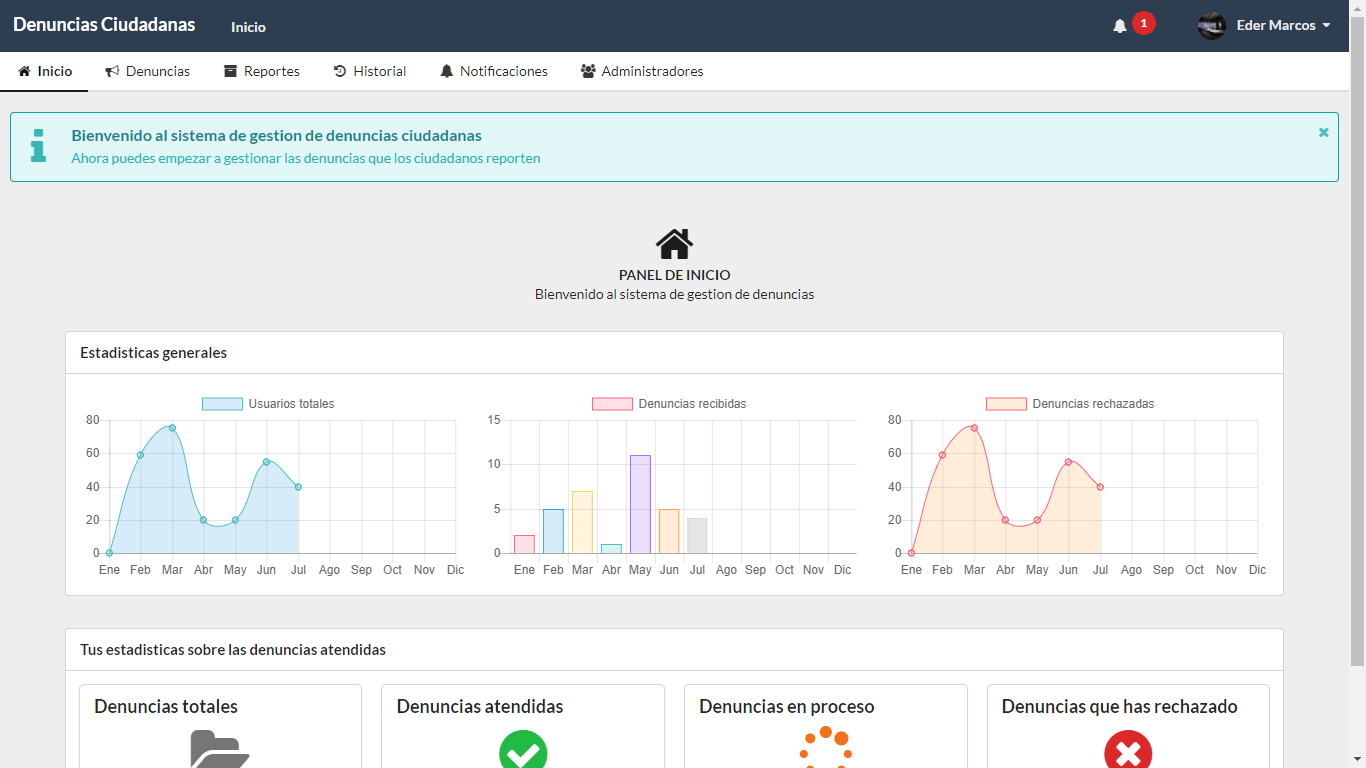 Denuncias Ciudadanas
Inicio
1
Eder Marcos
Inicio
Denuncias
Reportes
Historial
Notificaciones
Administradores
Bienvenido al sistema de gestion de denuncias ciudadanas
Ahora puedes empezar a gestionar las denuncias que los ciudadanos reporten
PANEL DE INICIO
Bienvenido al sistema de gestion de denuncias
Estadisticas generales
Usuarios totales
80
60
40
20
0
Ene Feb Mar Abr May Jun Jul Ago Sep Oct Nov Dic
Denuncias recibidas
15
10
5
0
Ene Feb Mar Abr May Jun Jul Ago Sep Oct Nov Dic
Denuncias rechazadas
80
60
40
20
0
Ene Feb Mar Abr May Jun Jul Ago Sep Oct Nov Dic
Tus estadisticas sobre las denuncias atendidas
Denuncias totales
Denuncias atendidas
Denuncias en proceso
Denuncias que has rechazado